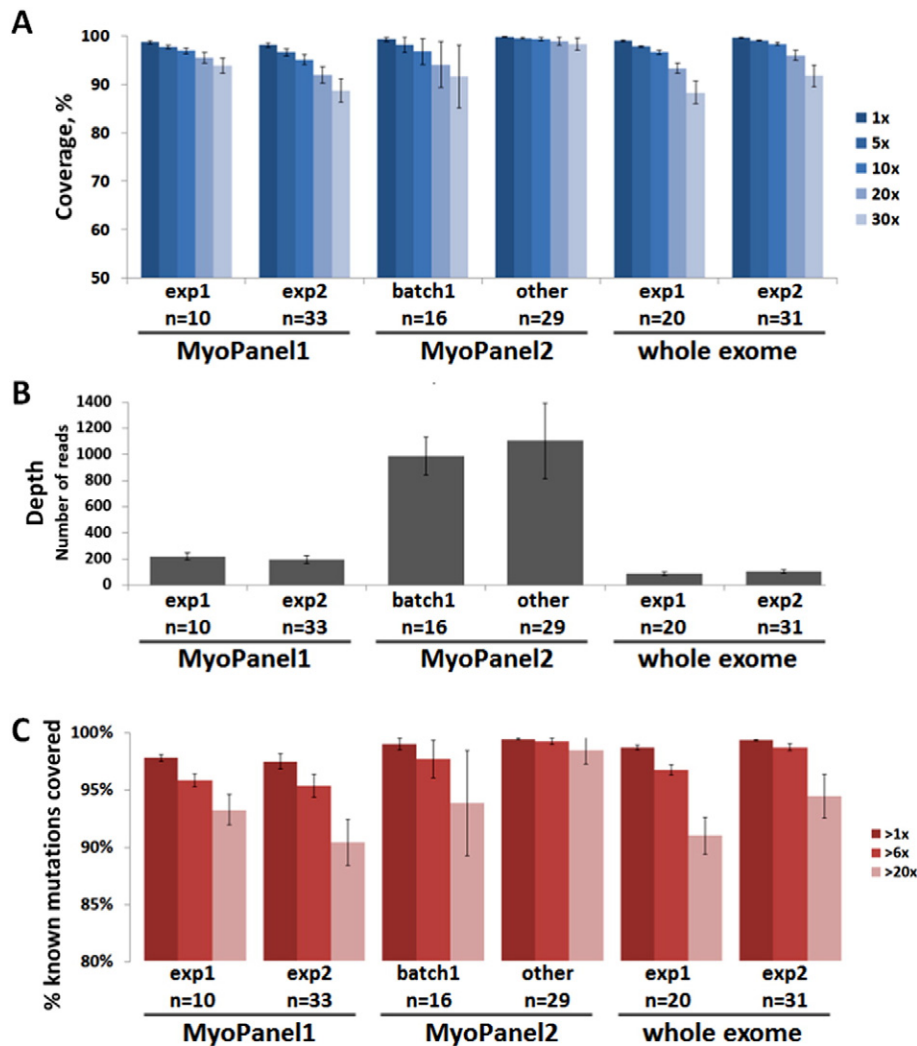 A
Coverage, %
100
90
80
70
60
50
1x
5x
10x
20x
30x
exp1 exp2 batch1 other exp1 exp2
n=10 n=33 n=16 n=29 n=20 n=31
MyoPanel1 MyoPanel2 whole exome
B
Depth
Number of reads
1400
1200
1000
800
600
400
200
0
exp1 exp2 batch1 other exp1 exp2
n=10 n=33 n=16 n=29 n=20 n=31
MyoPanel1 MyoPanel2 whole exome
C
% known mutations covered
100%
95%
90%
85%
80%
>1x
>6x
>20x
exp1 exp2 batch1 other exp1 exp2
n=10 n=33 n=16 n=29 n=20 n=31
MyoPanel1 MyoPanel2 whole exome